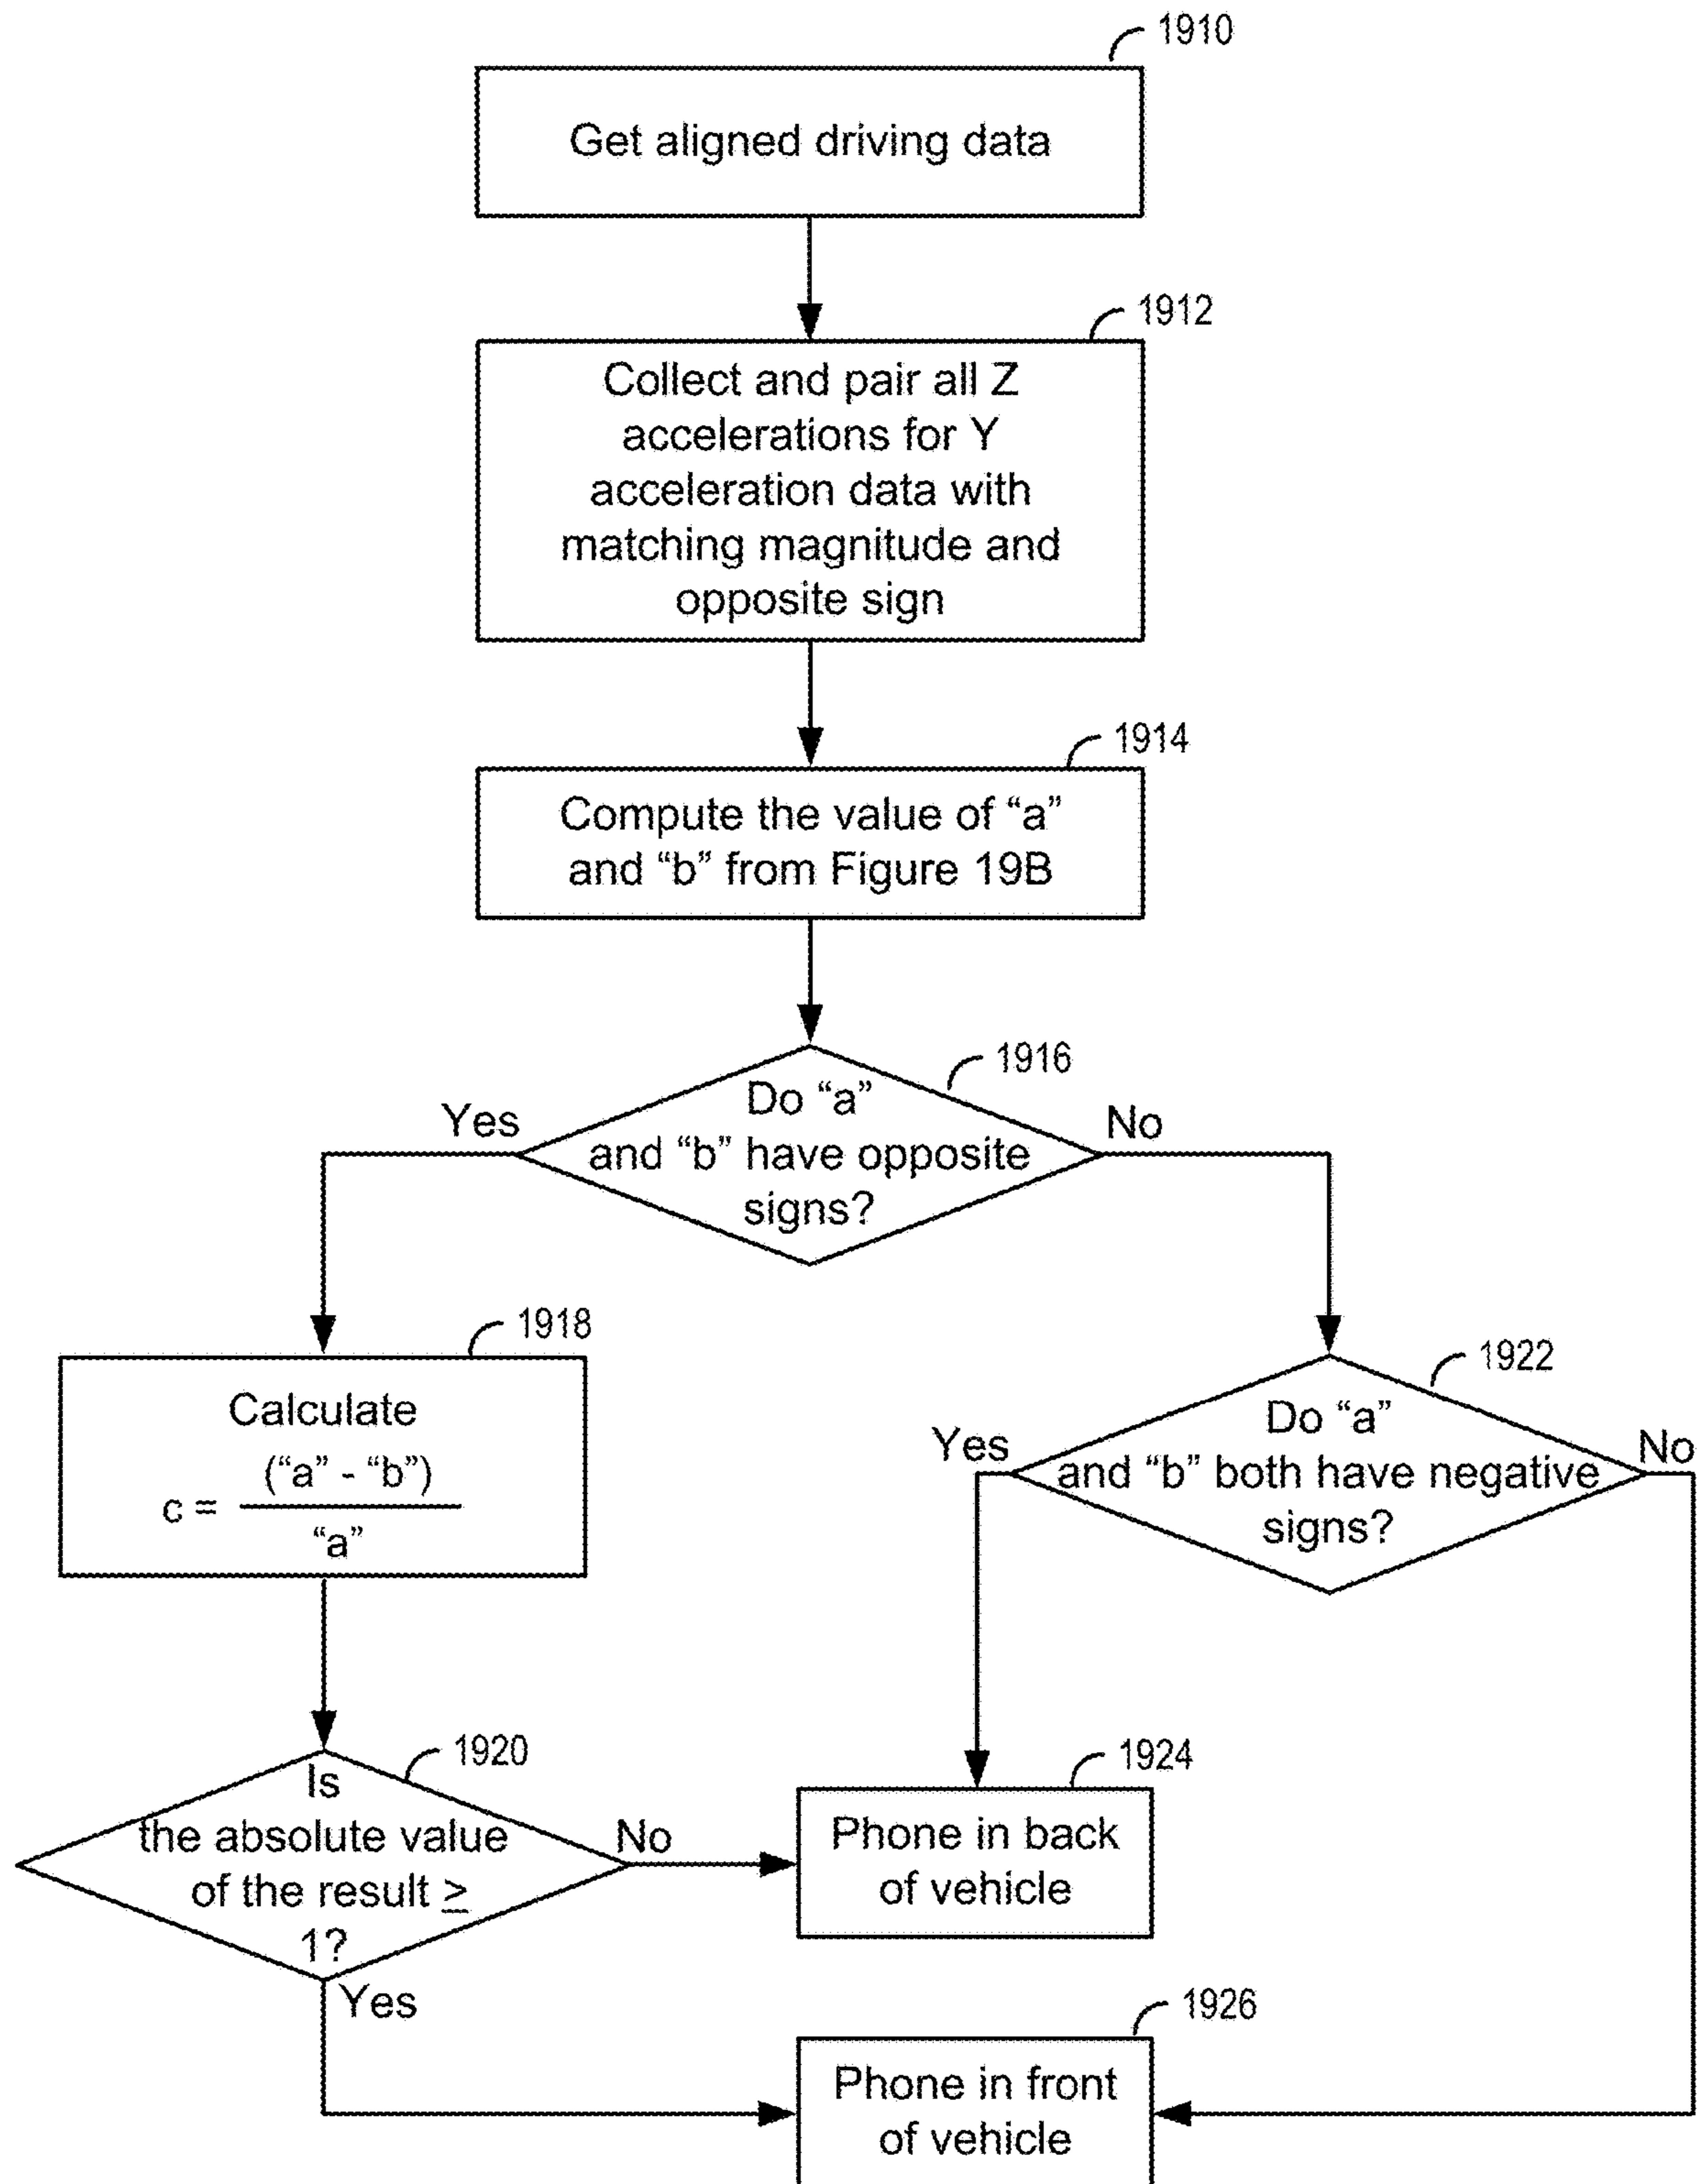 1910
Get aligned driving data
1912
Collect and pair all Z
accelerations for Y
acceleration data with
matching magnitude and
opposite sign
1914
Compute the value of “a”
and “b” from Figure 19B
1916
Do “a”
and “b” have opposite
signs?
Yes
No
1918
Calculate
c = (“a” - “b”)
“a”
1922
Do “a”
and “b” both have negative
signs?
Yes
No
1920
Is
the absolute value
of the result ≥
1?
No
Yes
1924
Phone in back
of vehicle
1926
Phone in front
of vehicle